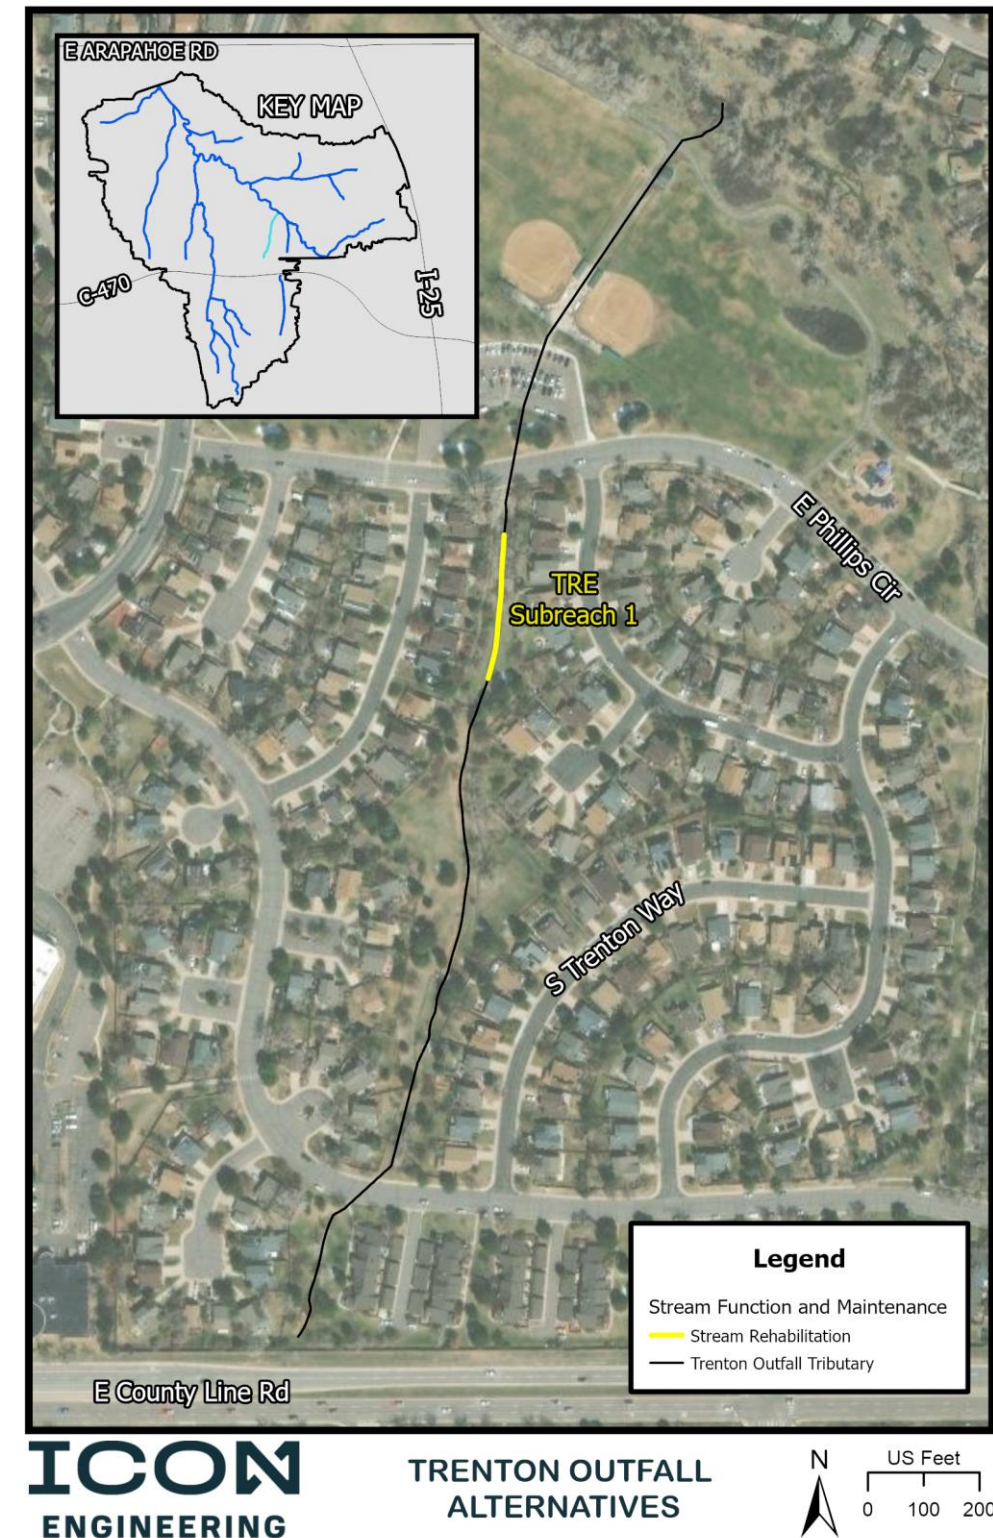 E ARAPAHOE RD
KEY MAP
C-470
I-25
E Phillips Cir
TRE
Subreach 1
S Trenton Way
Legend
Stream Function and Maintenance
Stream Rehabilitation
Trenton Outfall Tributary
E County Line Rd
ICON
ENGINEERING
TRENTON OUTFALL
ALTERNATIVES
N
US Feet
0 100 200